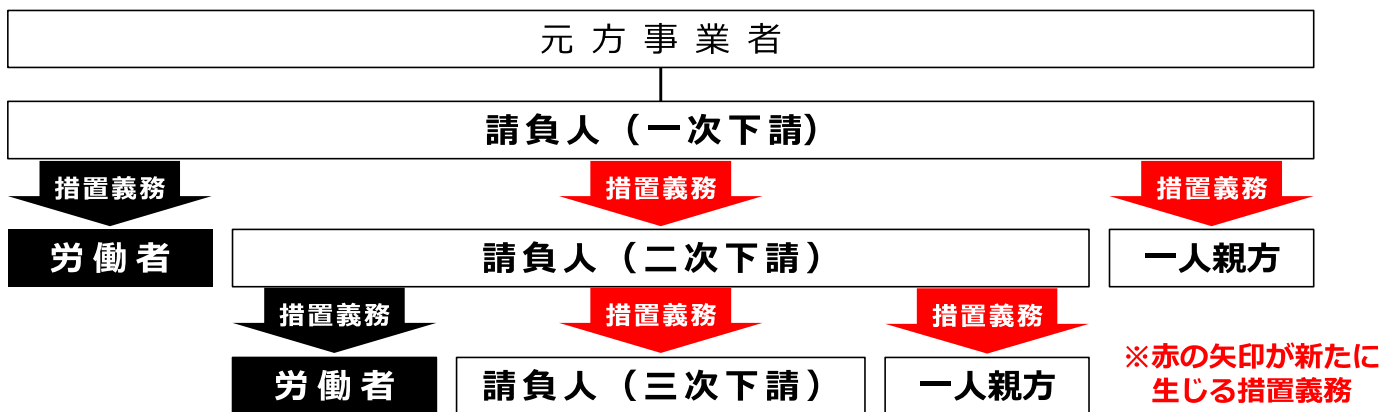 元方事業者
請負人（一次下請）
措置義務 措置義務 措置義務
労働者 請負人（二次下請） 一人親方
措置義務 措置義務 措置義務
労働者 請負人（三次下請） 一人親方
※赤の矢印が新たに
生じる措置義務